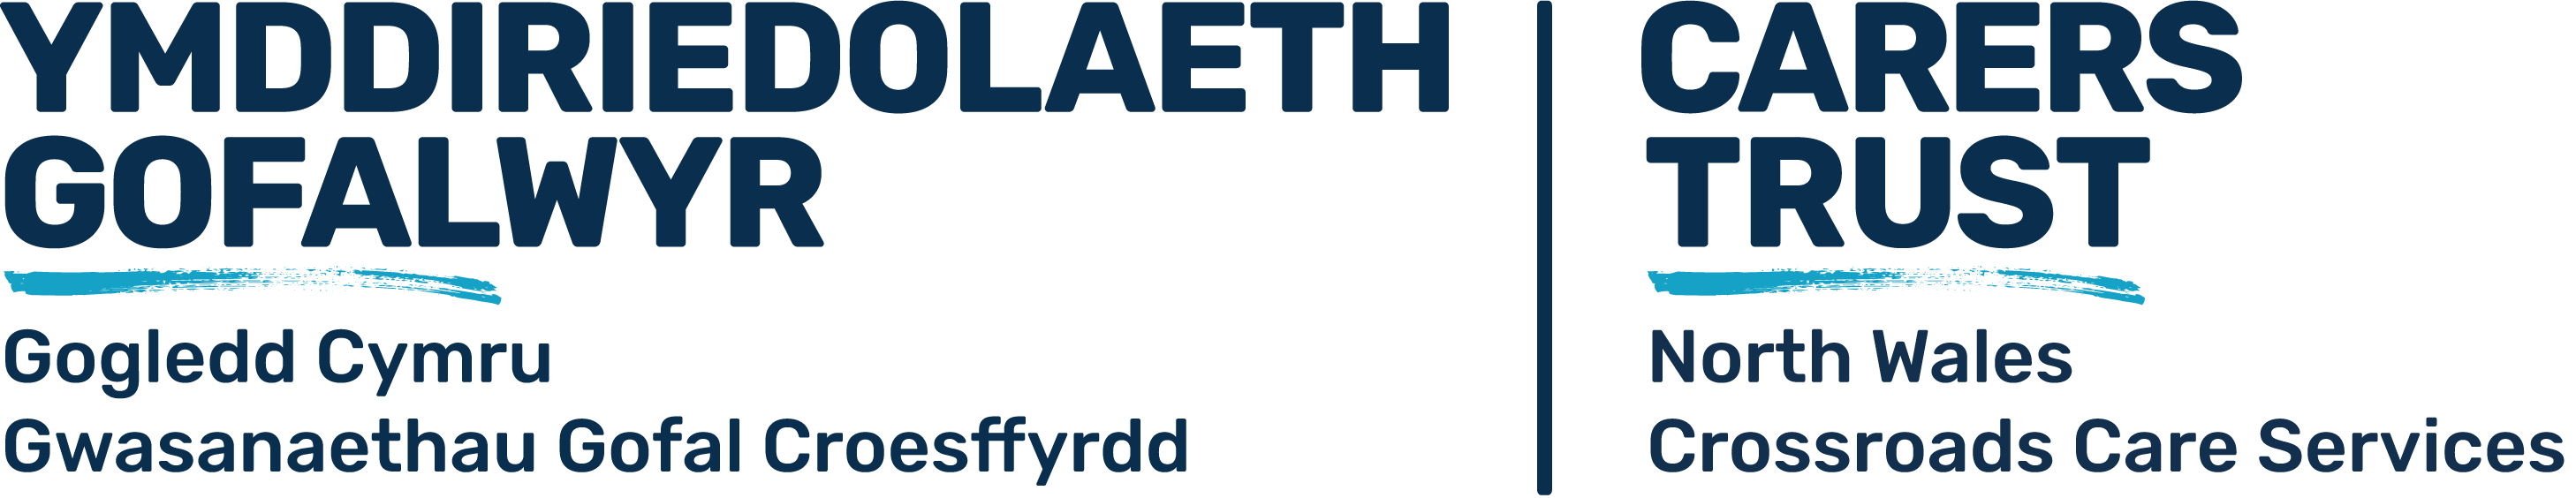 YMDDIRIEDOLAETH
GOFALWYR
Gogledd Cymru
Gwasanaethau Gofal Croesffyrdd
CARERS
TRUST
North Wales
Crossroads Care Services